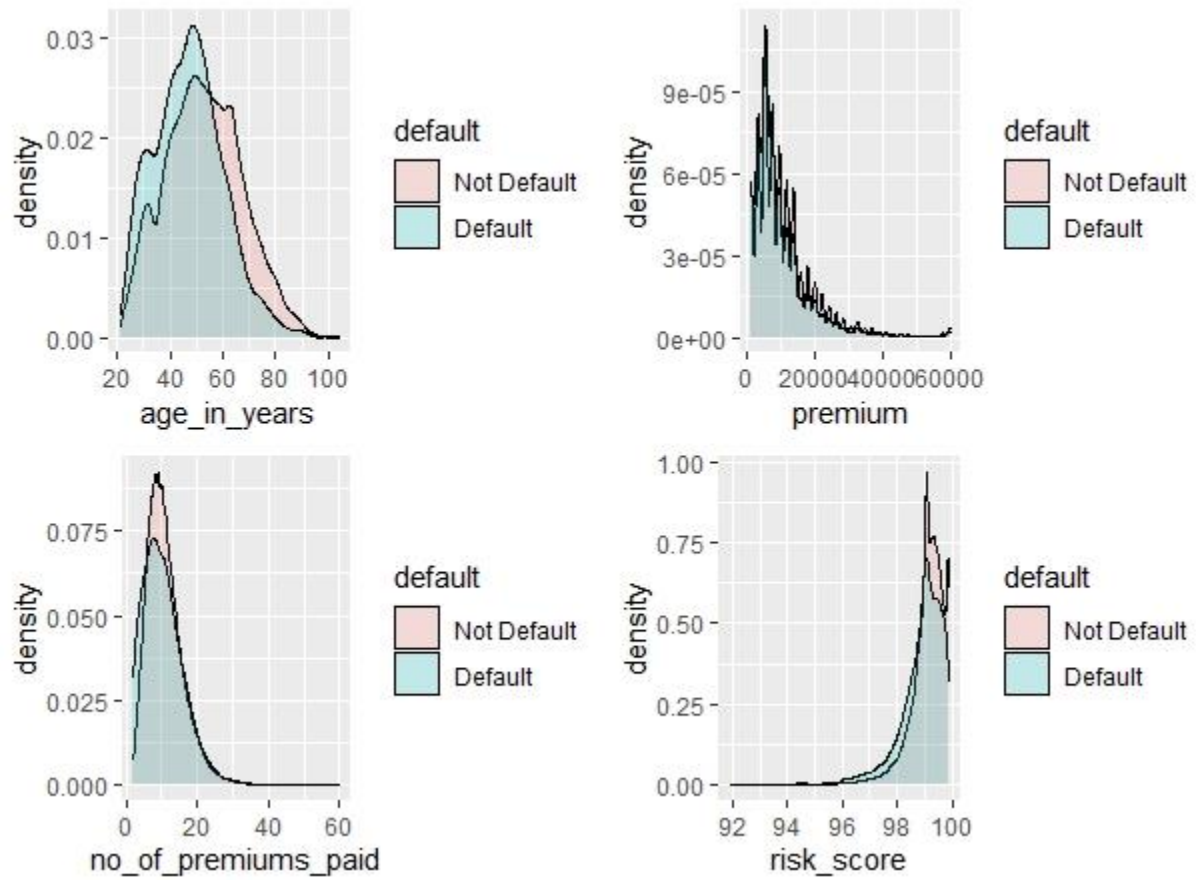 0.03
0.02
0.01
0.00
density
20 40 60 80 100
age_in_years
default
Not Default
Default
9e-05
6e-05
3e-05
0e+00
density
0 200004000060000
premium
default
Not Default
Default
0.075
0.050
0.025
0.000
density
0 20 40 60
no_of_premiums_paid
default
Not Default
Default
1.00
0.75
0.50
0.25
0.00
density
92 94 96 98 100
risk_score
default
Not Default
Default